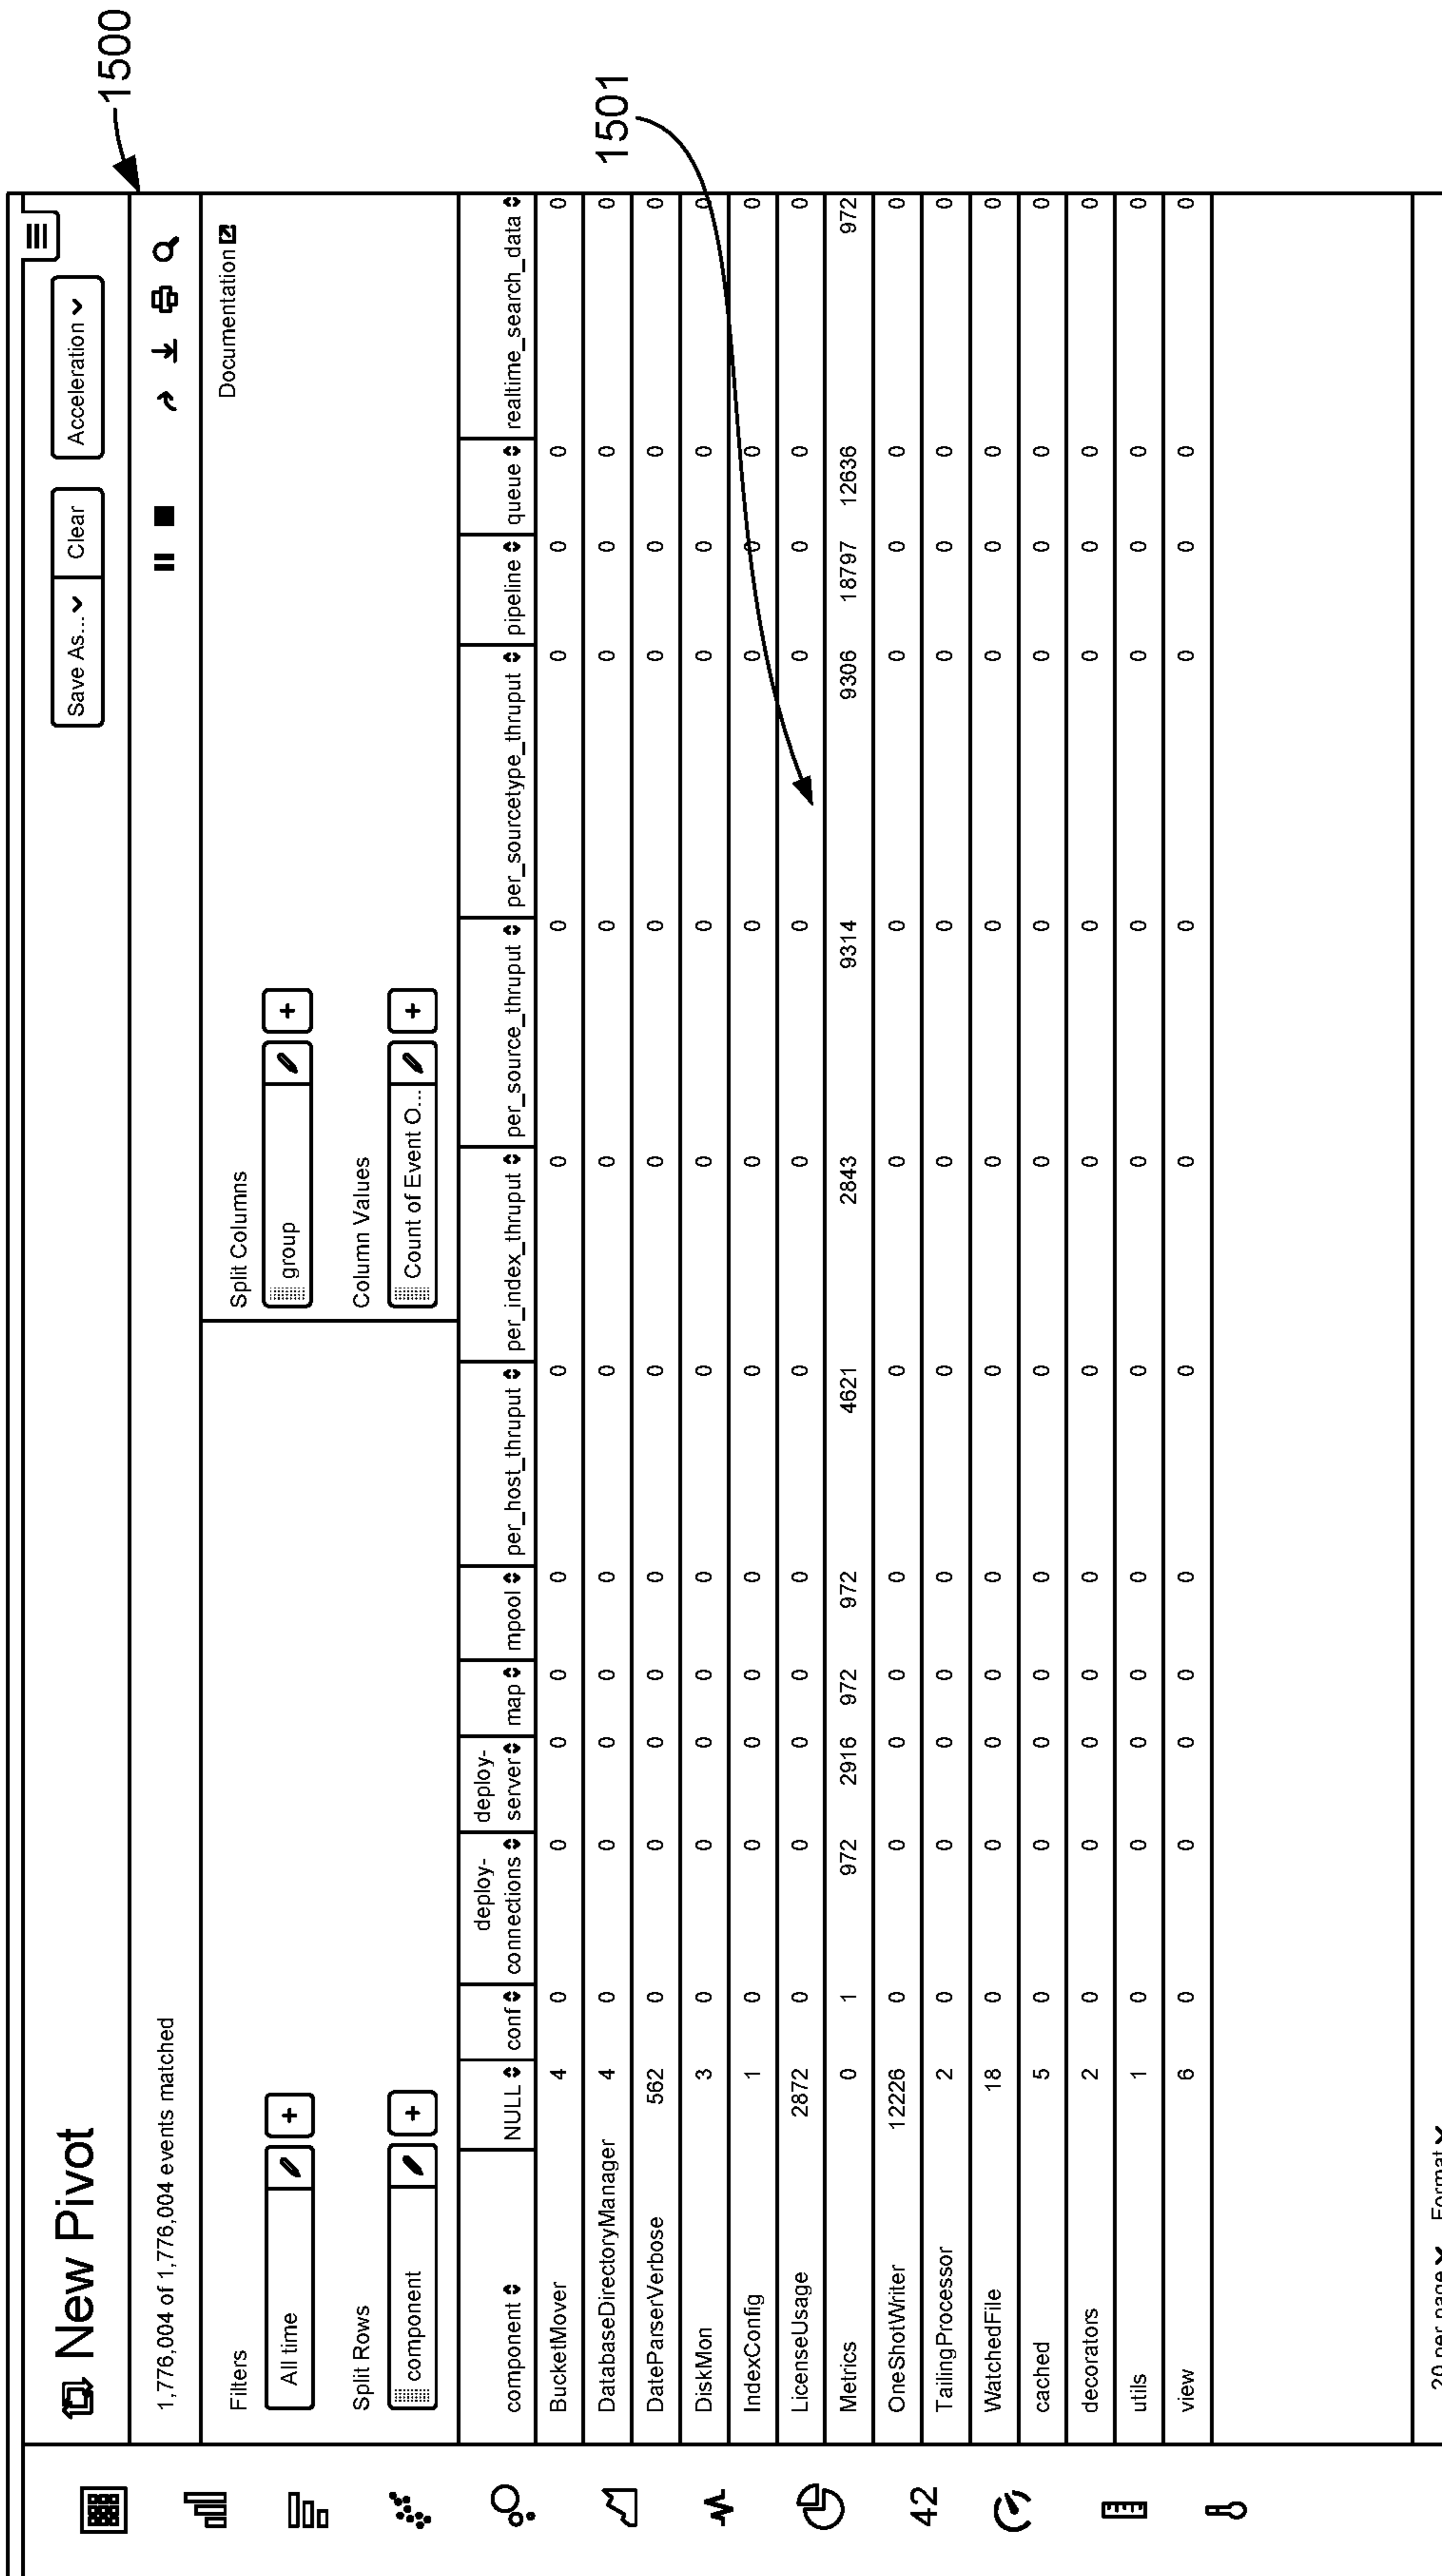 New Pivot
Save As... Clear Acceleration
1500
1,776,004 of 1,776,004 events matched
Filters
All time +
Split Columns
group +
Documentation
Split Rows
component +
Column Values
Count of Event O... +
1501
component NULL conf deploy-connections deploy-server map mpool per_host_thruput per_index_thruput per_source_thruput per_sourcetype_thruput pipeline queue realtime_search_data
BucketMover 4 0 0 0 0 0 0 0 0 0 0 0 0
DatabaseDirectoryManager 4 0 0 0 0 0 0 0 0 0 0 0 0
DateParserVerbose 562 0 0 0 0 0 0 0 0 0 0 0 0
DiskMon 3 0 0 0 0 0 0 0 0 0 0 0 0
IndexConfig 1 0 0 0 0 0 0 0 0 0 0 0 0
LicenseUsage 2872 0 0 0 0 0 0 0 0 0 0 0 0
Metrics 0 1 972 2916 972 972 4621 2843 9314 9306 18797 12636 972
OneShotWriter 12226 0 0 0 0 0 0 0 0 0 0 0 0
TailingProcessor 2 0 0 0 0 0 0 0 0 0 0 0 0
WatchedFile 18 0 0 0 0 0 0 0 0 0 0 0 0
cached 5 0 0 0 0 0 0 0 0 0 0 0 0
decorators 2 0 0 0 0 0 0 0 0 0 0 0 0
utils 1 0 0 0 0 0 0 0 0 0 0 0 0
view 6 0 0 0 0 0 0 0 0 0 0 0 0
42
20 per page Format